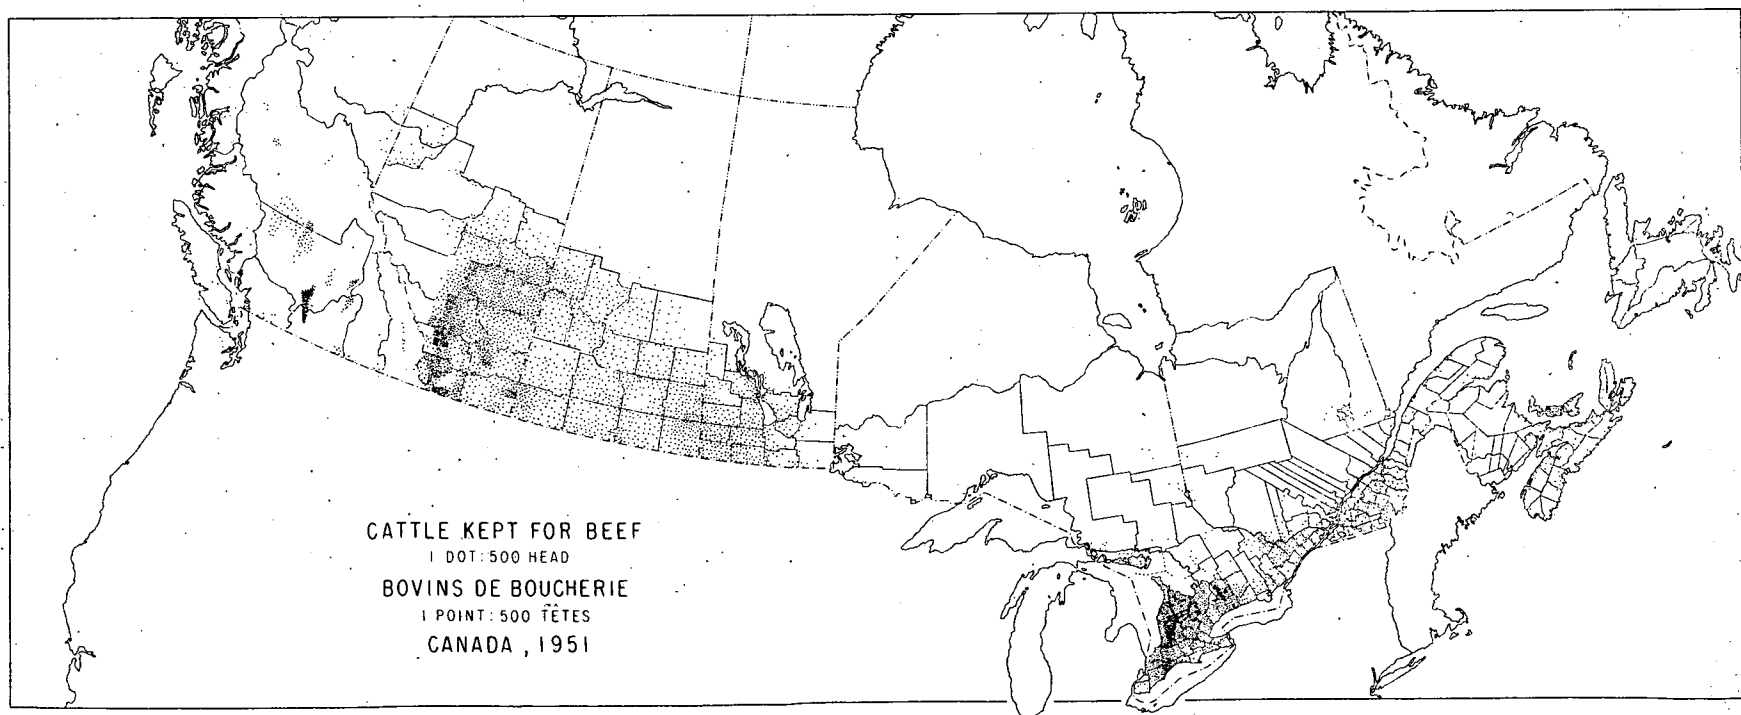 CATTLE KEPT FOR BEEF
1 DOT: 500 HEAD
BOVINS DE BOUCHERIE
1 POINT: 500 TÊTES
CANADA, 1951